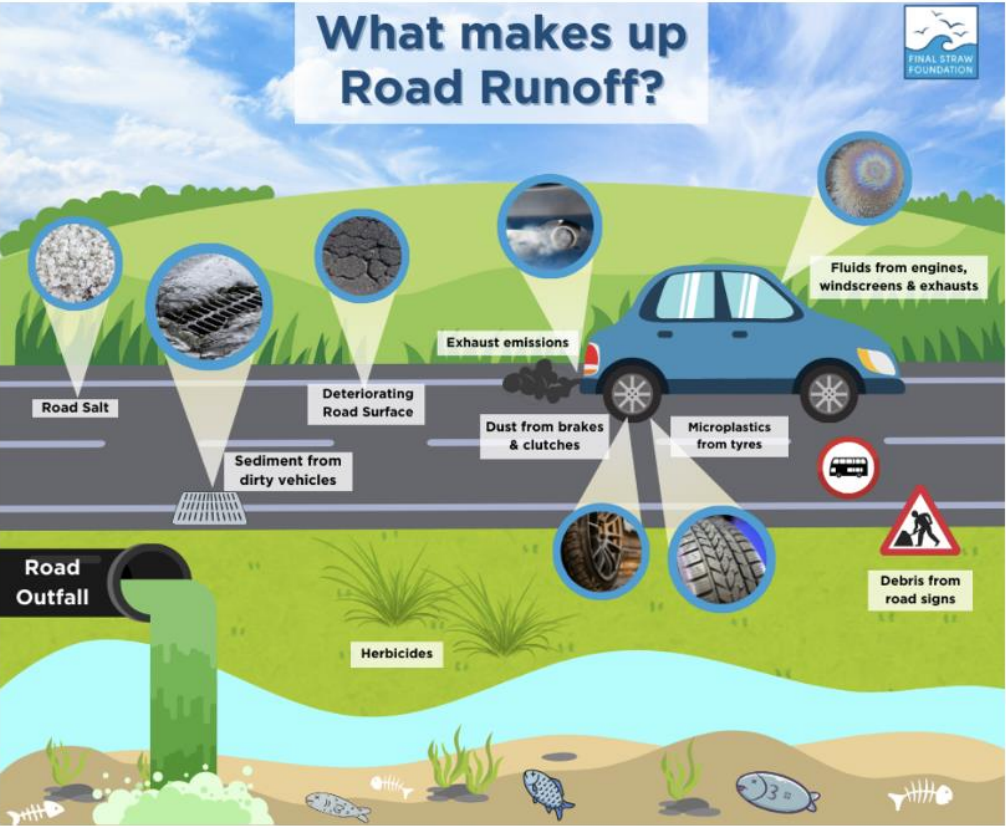 What makes up
Road Runoff?
FINAL STRAW
FOUNDATION
Fluids from engines,
windscreens & exhausts
Exhaust emissions
Road Salt
Deteriorating
Road Surface
Dust from brakes
& clutches
Microplastics
from tyres
Sediment from
dirty vehicles
Road
Outfall
Debris from
road signs
Herbicides